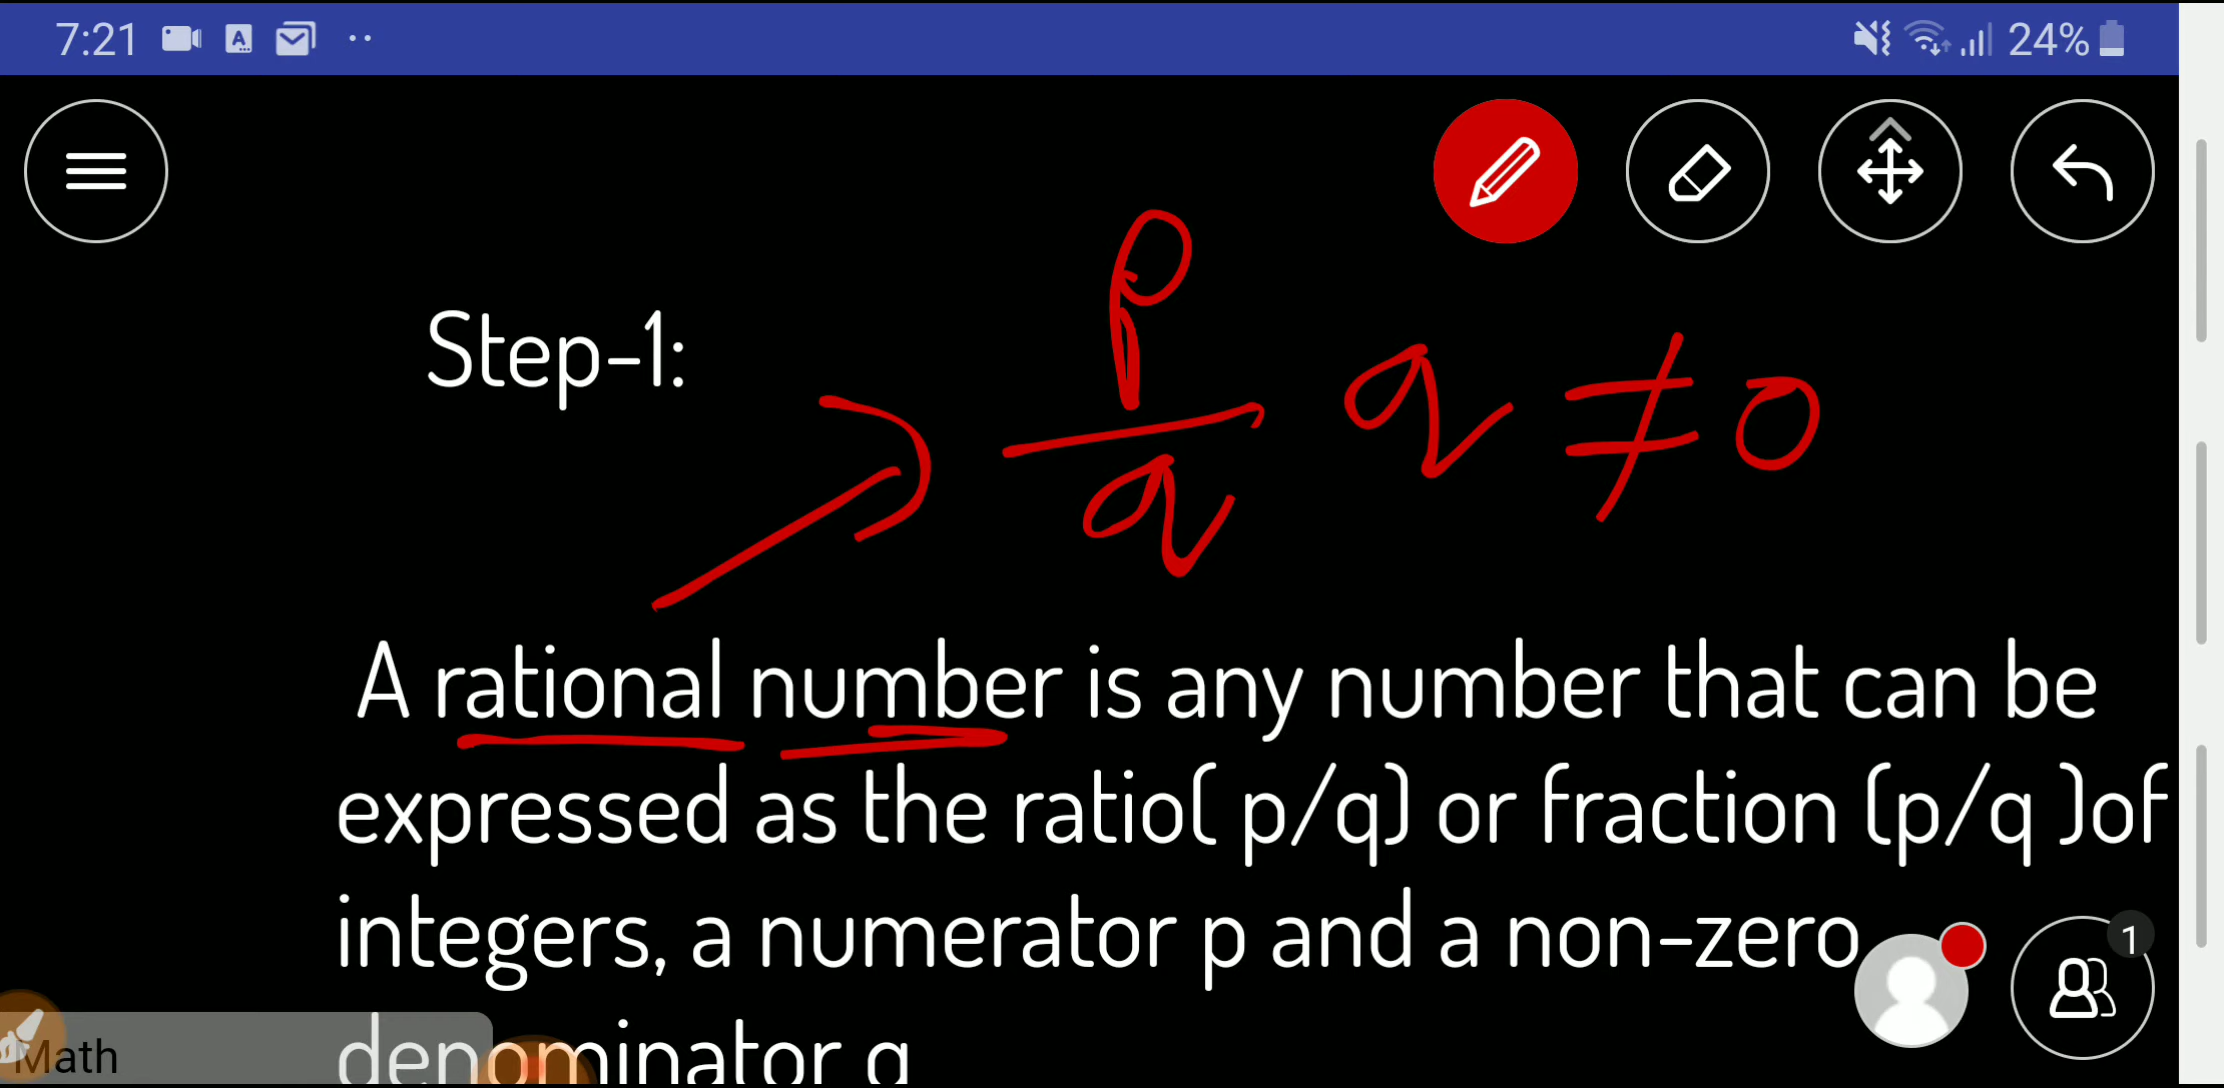 7:21
24%
p
q
q ≠ 0
Step-1:
A rational number is any number that can be
expressed as the ratio( p/q) or fraction (p/q )of
integers, a numerator p and a non-zero
1
denominator q
Math